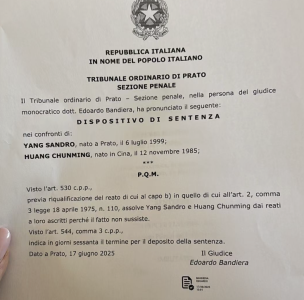 REPUBBLICA ITALIANA
IN NOME DEL POPOLO ITALIANO
TRIBUNALE ORDINARIO DI PRATO
SEZIONE PENALE
Il Tribunale ordinario di Prato – Sezione penale, nella persona del giudice
monocratico dott. Edoardo Bandiera, ha pronunciato il seguente:
DISPOSITIVO DI SENTENZA
nei confronti di:
YANG SANDRO, nato a Prato, il 6 luglio 1999;
HUANG CHUNMING, nato in Cina, il 12 novembre 1985;
***
P.Q.M.
Visto l'art. 530 c.p.p.,
previa riqualificazione del reato di cui al capo b) in quello di cui all'art. 2, comma
3 legge 18 aprile 1975, n. 110, assolve Yang Sandro e Huang Chunming dai reati
a loro ascritti perché il fatto non sussiste.
Visto l'art. 544, comma 3 c.p.p.,
indica in giorni sessanta il termine per il deposito della sentenza.
Dato a Prato, 17 giugno 2025
Il Giudice
Edoardo Bandiera